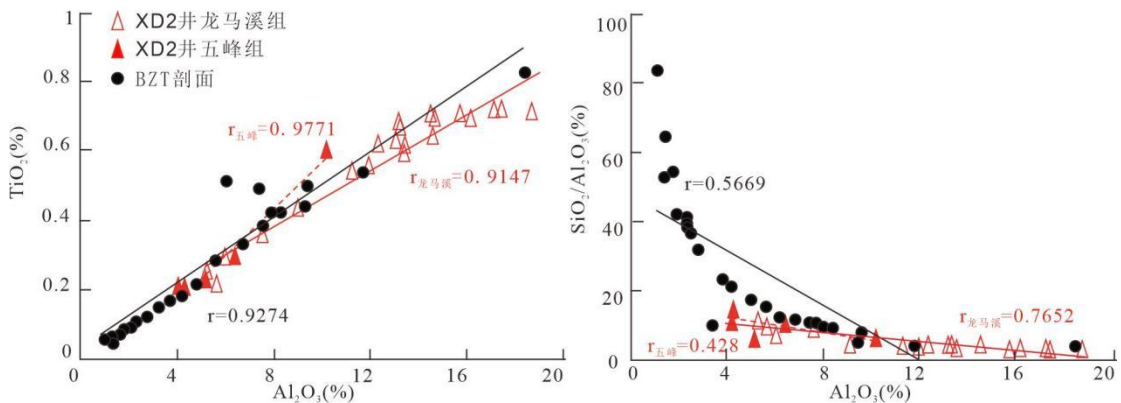 1
0.8
0.6
0.4
0.2
0
TiO₂(%)
XD2井龙马溪组
XD2井五峰组
BZT剖面
r五峰=0.9771
r龙马溪=0.9147
r=0.9274
4
8
12
16
20
Al₂O₃(%)
100
80
60
40
20
0
SiO₂/Al₂O₃(%)
r=0.5669
r龙马溪=0.7652
r五峰=0.428
4
8
12
16
20
Al₂O₃(%)